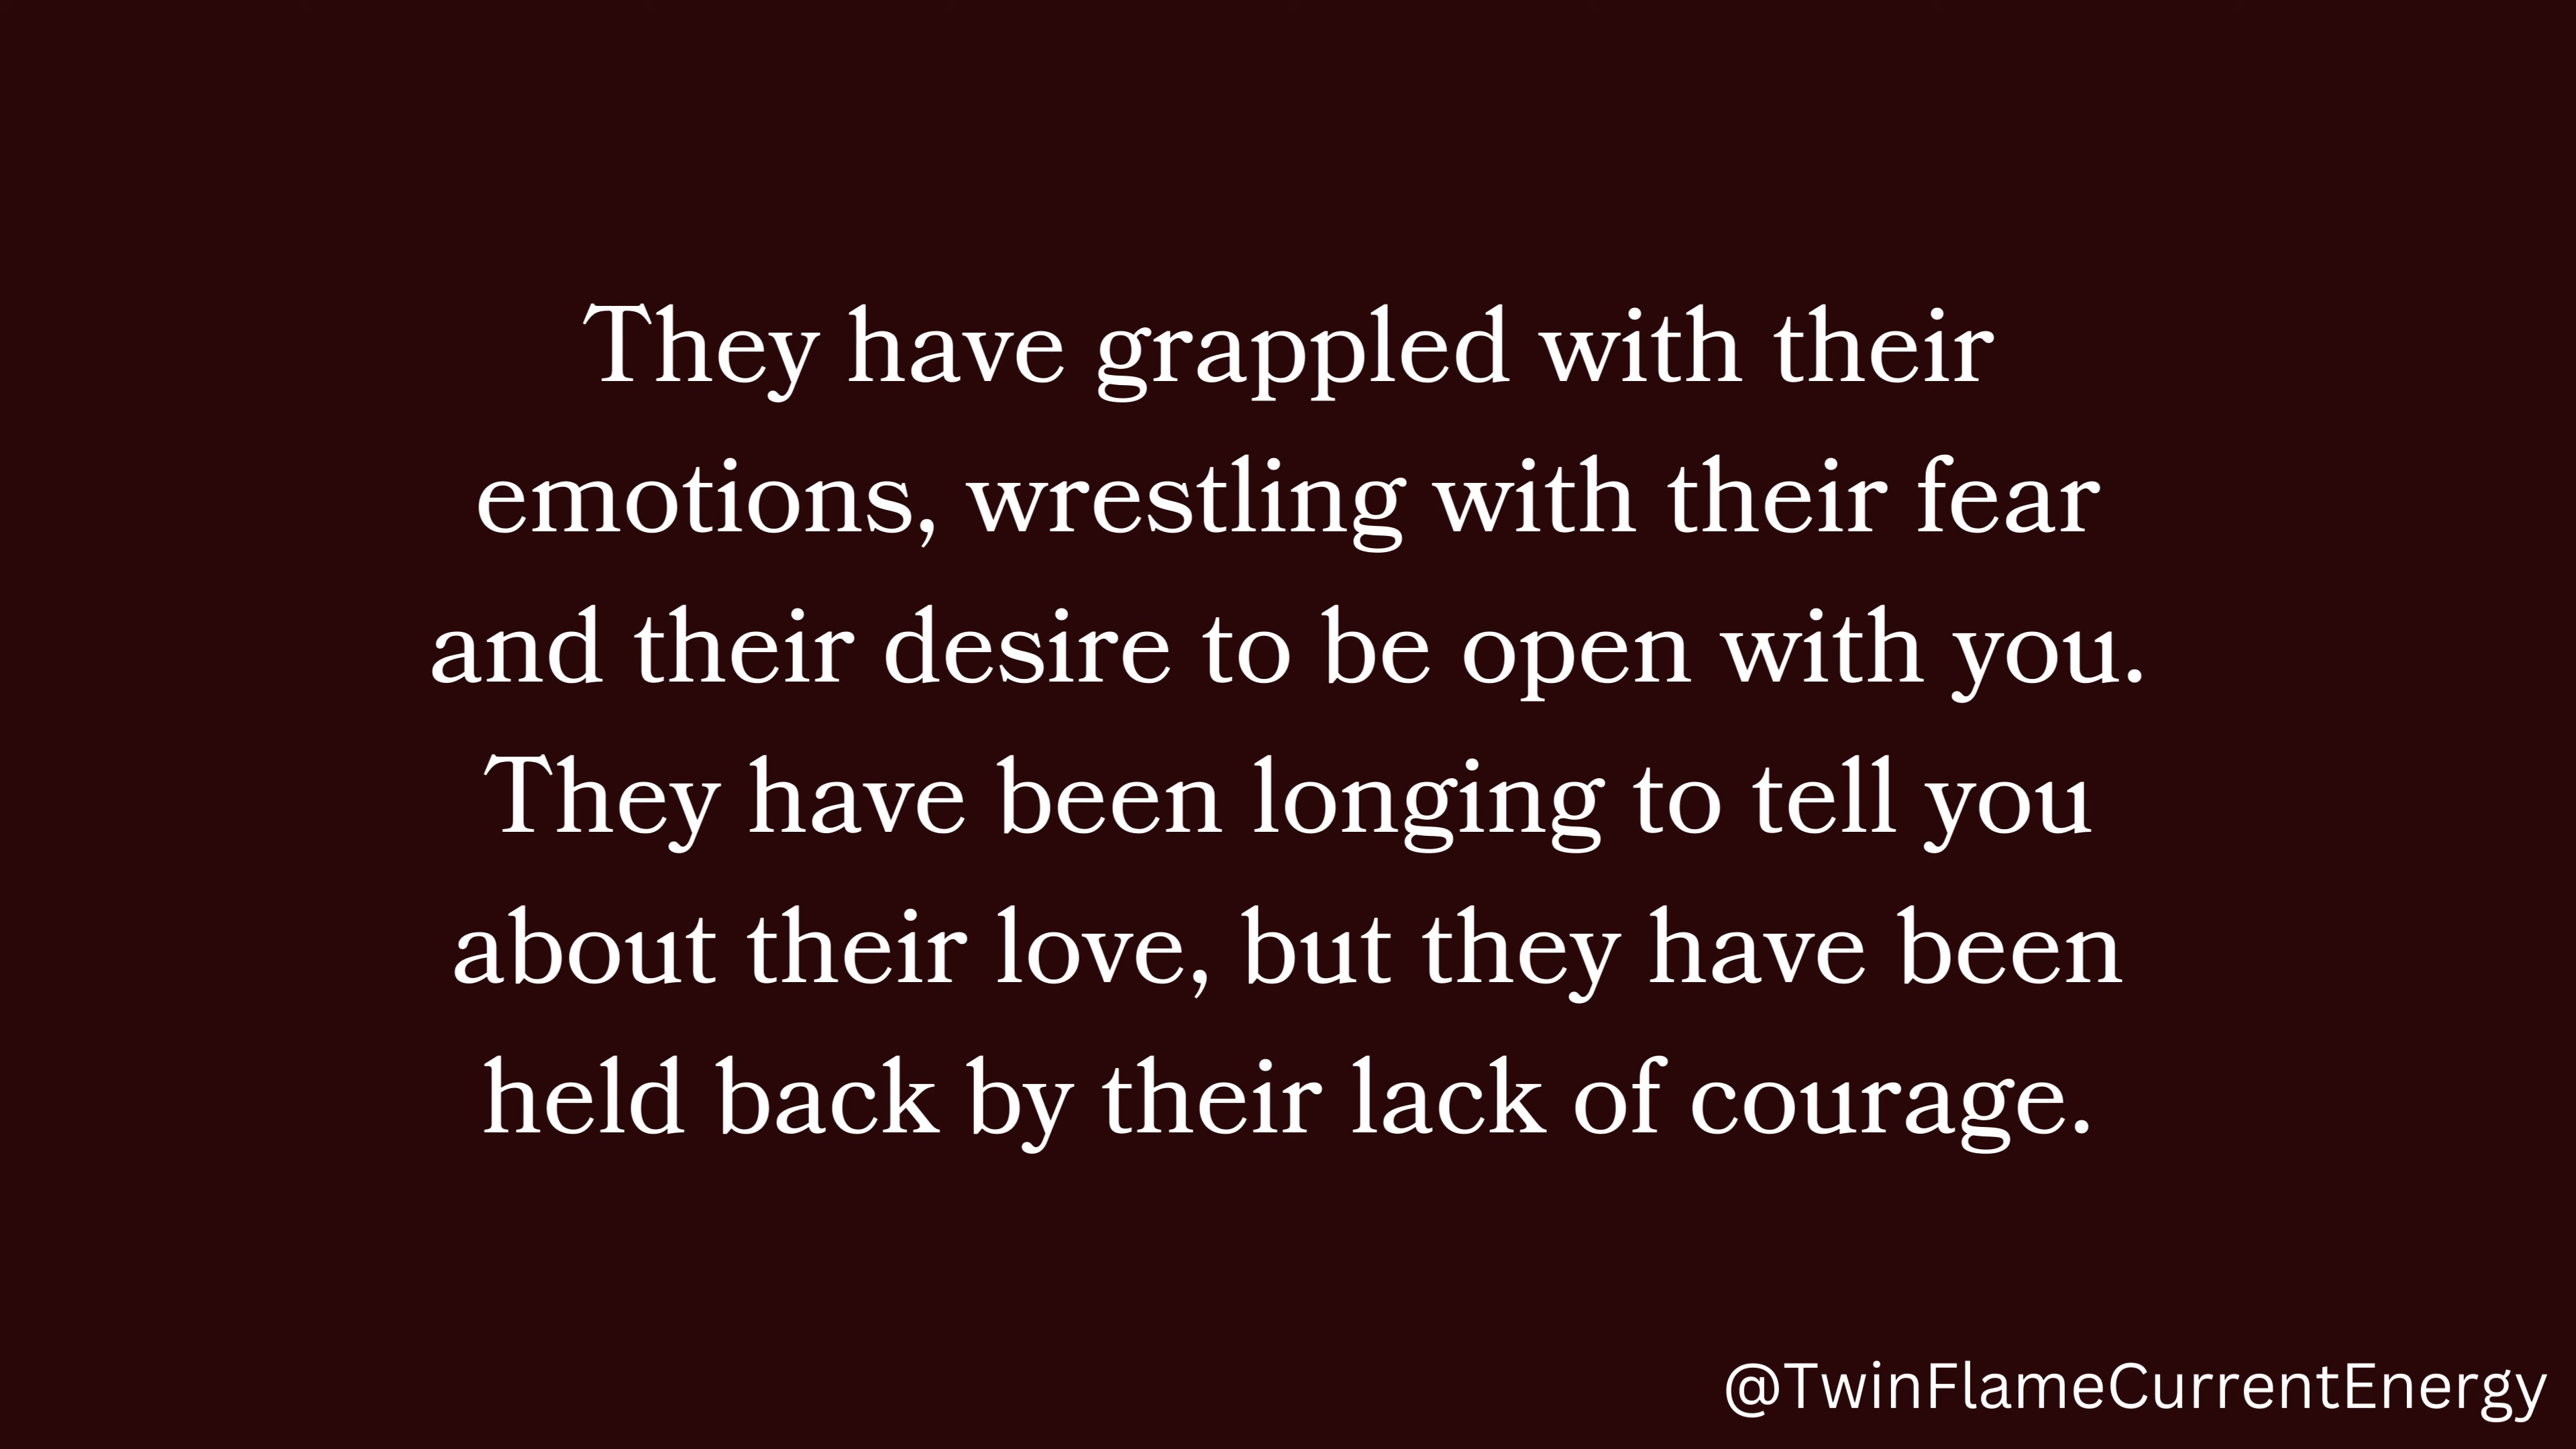 They have grappled with their
emotions, wrestling with their fear
and their desire to be open with you.
They have been longing to tell you
about their love, but they have been
held back by their lack of courage.
@TwinFlameCurrentEnergy